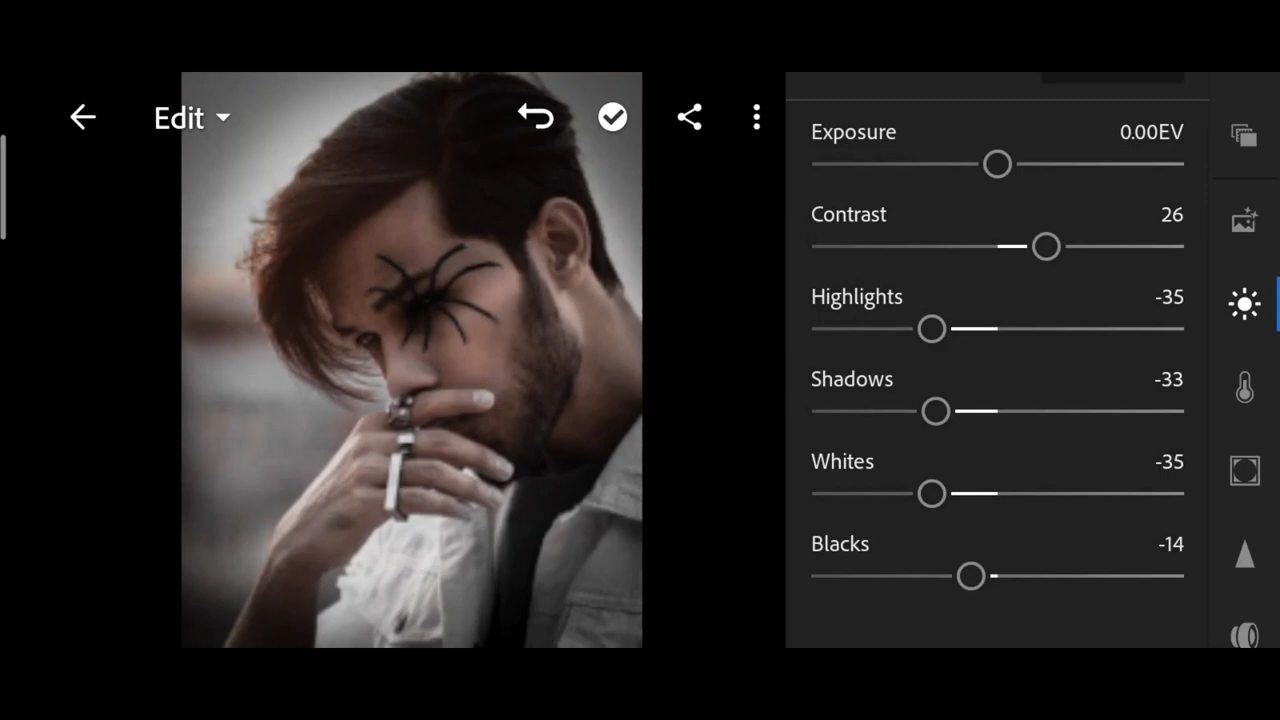 Edit
Exposure 0.00EV
Contrast 26
Highlights -35
Shadows -33
Whites -35
Blacks -14